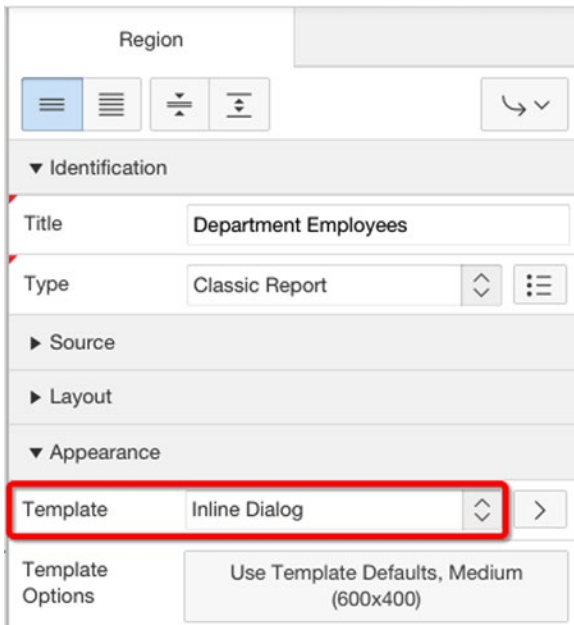 Region
Identification
Title Department Employees
Type Classic Report
Source
Layout
Appearance
Template Inline Dialog
Template
Options
Use Template Defaults, Medium
(600x400)